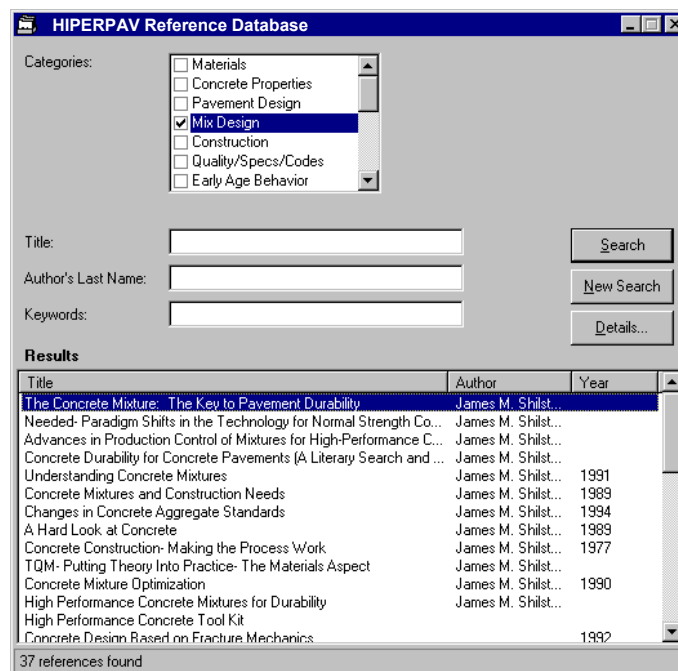 HIPERPAV Reference Database
Categories:
Materials
Concrete Properties
Pavement Design
Mix Design
Construction
Quality/Specs/Codes
Early Age Behavior
Title:
Search
Author's Last Name:
New Search
Keywords:
Details...
Results
Title Author Year
The Concrete Mixture: The Key to Pavement Durability James M. Shilst...
Needed- Paradigm Shifts in the Technology for Normal Strength Co... James M. Shilst...
Advances in Production Control of Mixtures for High-Performance C... James M. Shilst...
Concrete Durability for Concrete Pavements (A Literary Search and ... James M. Shilst...
Understanding Concrete Mixtures James M. Shilst... 1991
Concrete Mixtures and Construction Needs James M. Shilst... 1989
Changes in Concrete Aggregate Standards James M. Shilst... 1994
A Hard Look at Concrete James M. Shilst... 1989
Concrete Construction- Making the Process Work James M. Shilst... 1977
TQM- Putting Theory Into Practice- The Materials Aspect James M. Shilst...
Concrete Mixture Optimization James M. Shilst... 1990
High Performance Concrete Mixtures for Durability James M. Shilst...
High Performance Concrete Tool Kit
Concrete Design Based on Fracture Mechanics 1992
37 references found